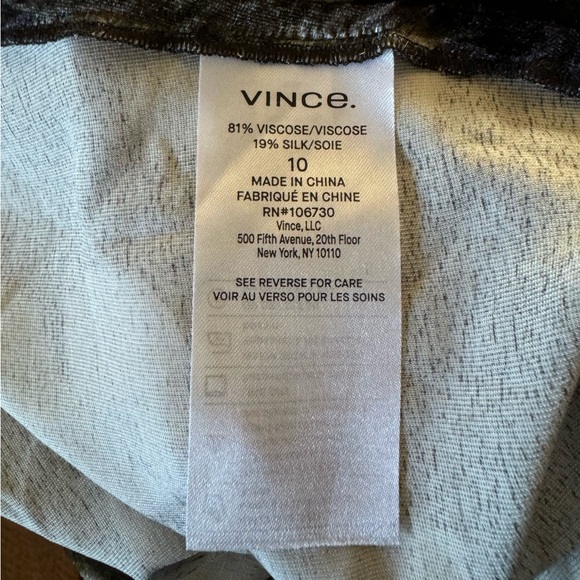 VINCE.
81% VISCOSE/VISCOSE
19% SILK/SOIE
10
MADE IN CHINA
FABRIQUÉ EN CHINE
RN#106730
Vince, LLC
500 Fifth Avenue, 20th Floor
New York, NY 10110
SEE REVERSE FOR CARE
VOIR AU VERSO POUR LES SOINS